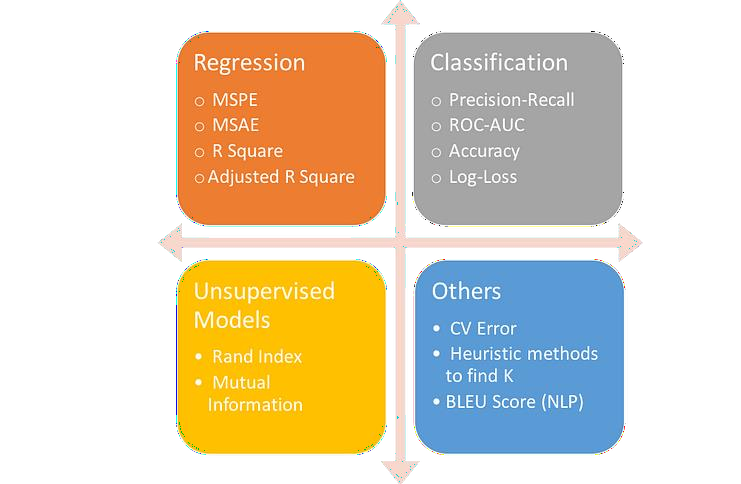 Regression
○ MSPE
○ MSAE
○ R Square
○ Adjusted R Square
Classification
○ Precision-Recall
○ ROC-AUC
○ Accuracy
○ Log-Loss
Unsupervised
Models
• Rand Index
• Mutual
Information
Others
• CV Error
• Heuristic methods
to find K
• BLEU Score (NLP)